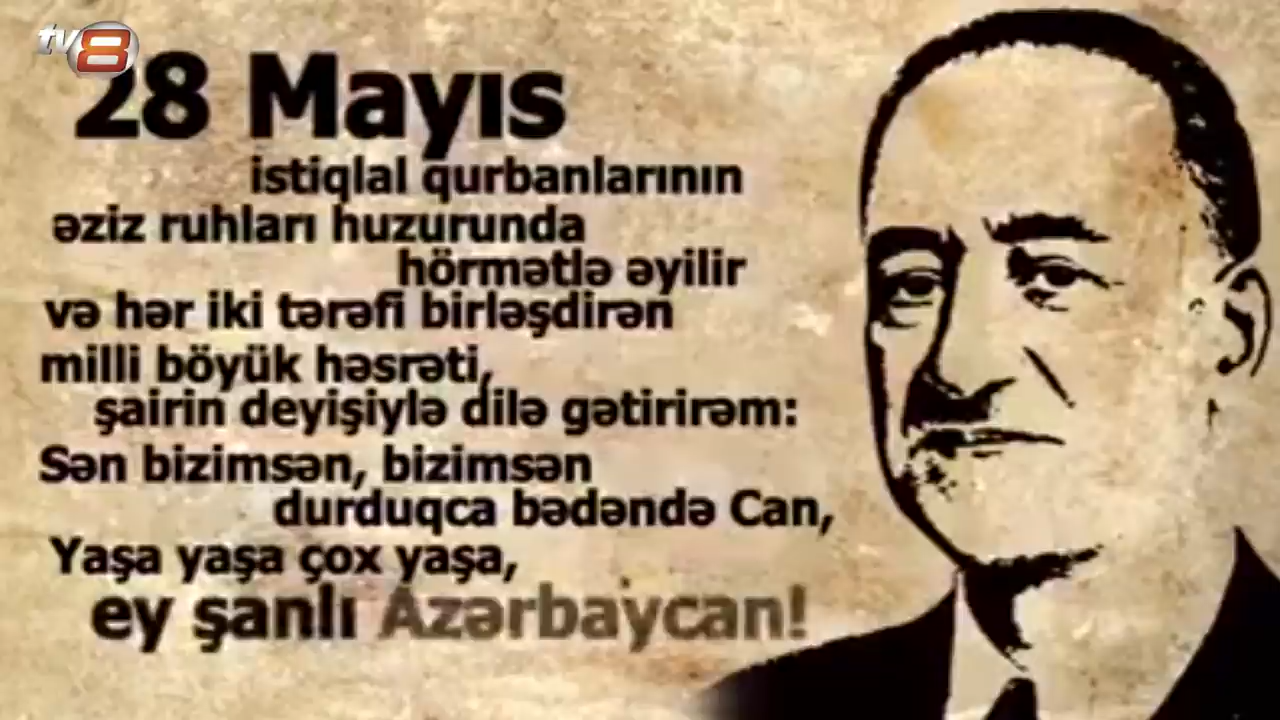 tv8
28 Mayıs
istiqlal qurbanlarının
əziz ruhları huzurunda
hörmətlə əyilir
və hər iki tərəfi birləşdirən
milli böyük həsrəti,
şairin deyişiylə dilə gətirirəm:
Sən bizimsən, bizimsən
durduqca bədəndə Can,
Yaşa yaşa çox yaşa,
ey şanlı Azərbaycan!